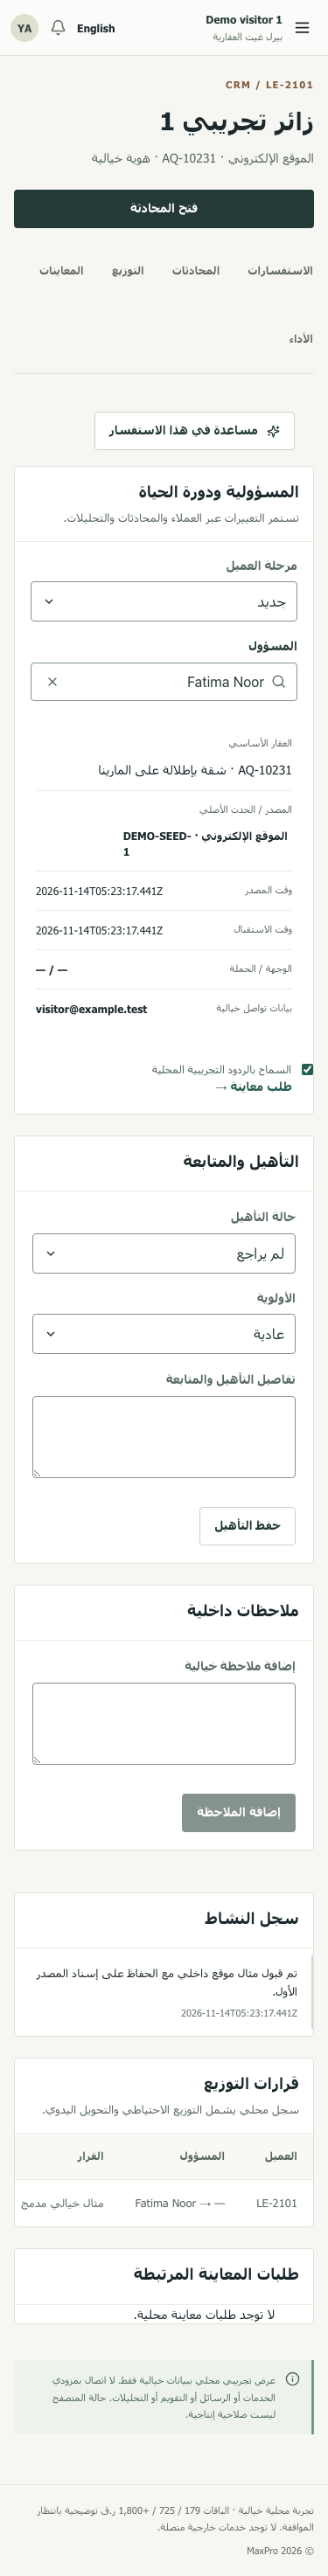 Demo visitor 1
بيرل غيت العقارية
English
YA
CRM / LE-2101
زائر تجريبي 1
الموقع الإلكتروني · AQ-10231 · هوية خيالية
فتح المحادثة
الاستفسارات
المحادثات
التوزيع
المعاينات
الأداء
مساعدة في هذا الاستفسار
المسؤولية ودورة الحياة
تستمر التغييرات عبر العملاء والمحادثات والتحليلات.
مرحلة العميل
جديد
المسؤول
Fatima Noor
العقار الأساسي
AQ-10231 · شقة بإطلالة على المارينا
المصدر / الحدث الأصلي
الموقع الإلكتروني · DEMO-SEED-
1
وقت المصدر
2026-11-14T05:23:17.441Z
وقت الاستقبال
2026-11-14T05:23:17.441Z
الوجهة / الحملة
— / —
بيانات تواصل خيالية
visitor@example.test
السماح بالردود التجريبية المحلية
طلب معاينة →
التأهيل والمتابعة
حالة التأهيل
لم يراجع
الأولوية
عادية
تفاصيل التأهيل والمتابعة
حفظ التأهيل
ملاحظات داخلية
إضافة ملاحظة خيالية
إضافة الملاحظة
سجل النشاط
تم قبول مثال موقع داخلي مع الحفاظ على إسناد المصدر
الأول.
2026-11-14T05:23:17.441Z
قرارات التوزيع
سجل محلي يشمل التوزيع الاحتياطي والتحويل اليدوي.
العميل
المسؤول
القرار
LE-2101
— → Fatima Noor
مثال خيالي مدمج
طلبات المعاينة المرتبطة
لا توجد طلبات معاينة محلية.
عرض تجريبي محلي ببيانات خيالية فقط. لا اتصال بمزودي
الخدمات أو الرسائل أو التقويم أو التحليلات. حالة المتصفح
ليست صلاحية إنتاجية.
تجربة محلية خيالية · الباقات 179 / 725 / +1,800 ر.ق توضيحية بانتظار
الموافقة. لا توجد خدمات خارجية متصلة.
© 2026 MaxPro